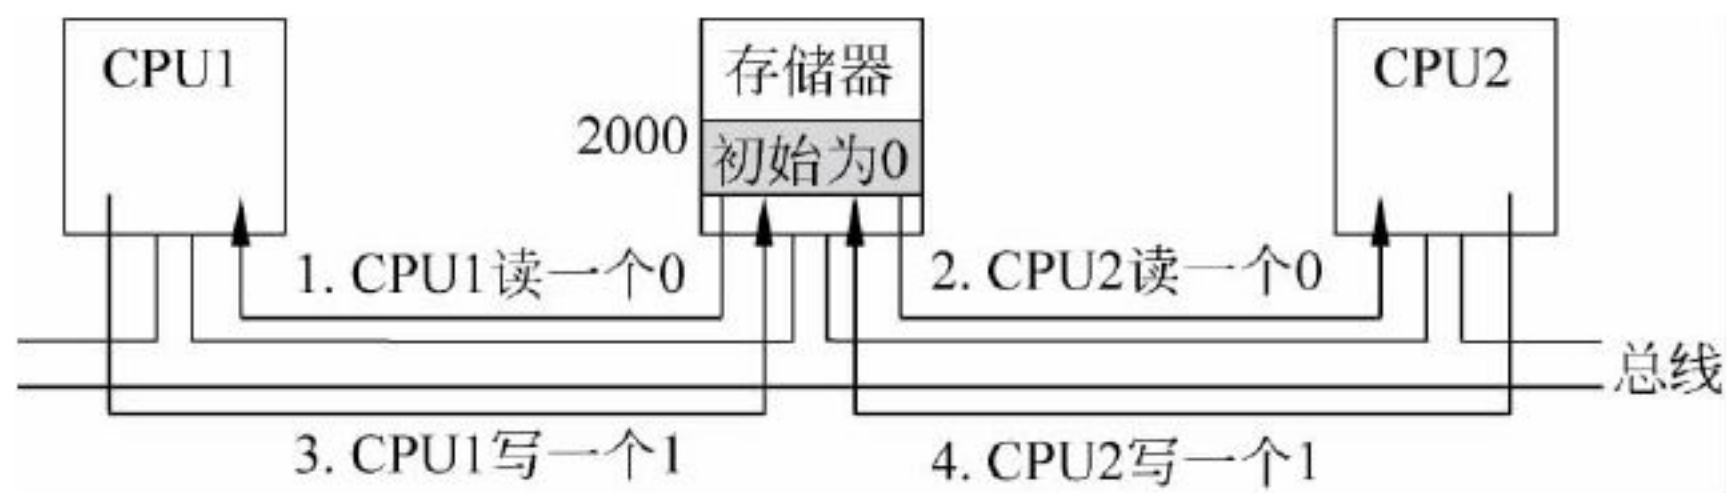 CPU1
存储器
CPU2
2000
初始为0
1. CPU1读一个0
2. CPU2读一个0
总线
3. CPU1写一个1
4. CPU2写一个1